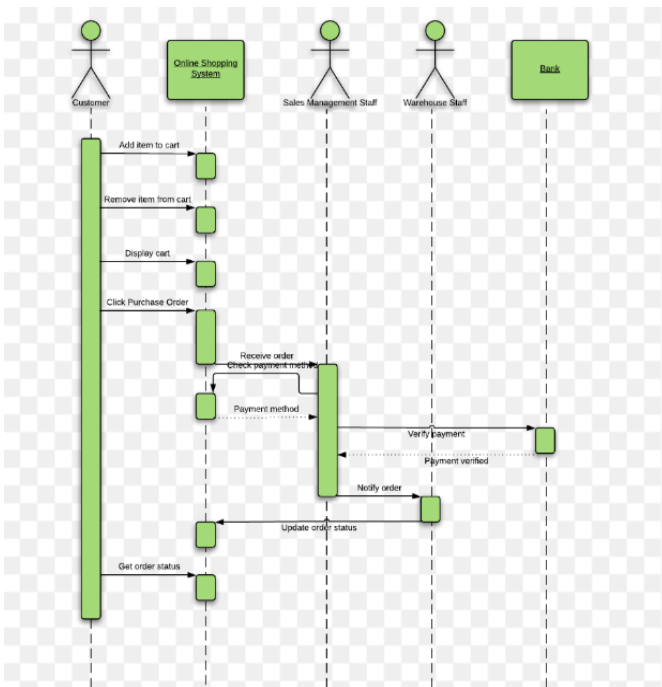 Online Shopping
System
Bank
Customer
Sales Management Staff
Warehouse Staff
Add item to cart
Remove item from cart
Display cart
Click Purchase Order
Receive order
Check payment method
Payment method
Verify payment
Payment verified
Notify order
Update order status
Get order status